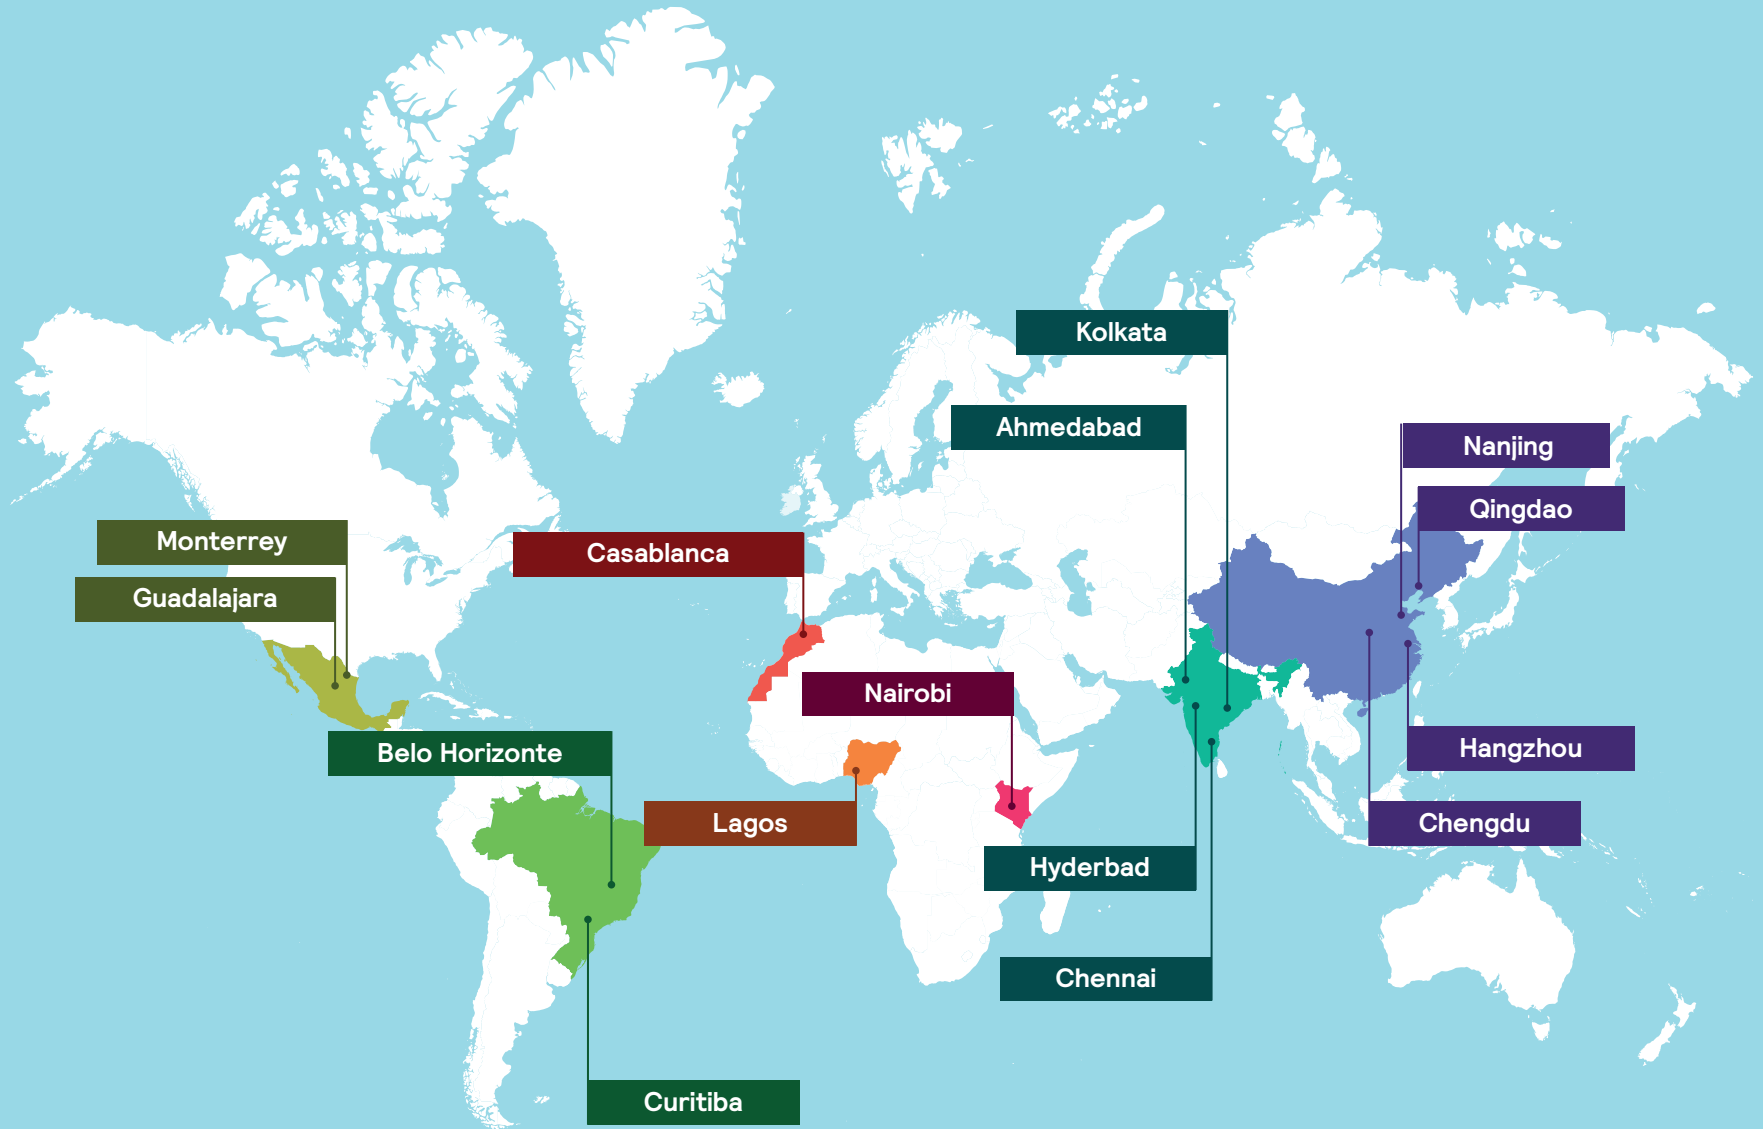 Kolkata
Ahmedabad
Nanjing
Qingdao
Monterrey
Casablanca
Guadalajara
Nairobi
Belo Horizonte
Hangzhou
Lagos
Chengdu
Hyderbad
Chennai
Curitiba